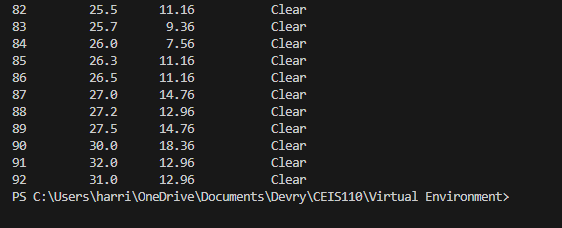 82 25.5 11.16 Clear
83 25.7 9.36 Clear
84 26.0 7.56 Clear
85 26.3 11.16 Clear
86 26.5 11.16 Clear
87 27.0 14.76 Clear
88 27.2 12.96 Clear
89 27.5 14.76 Clear
90 30.0 18.36 Clear
91 32.0 12.96 Clear
92 31.0 12.96 Clear
PS C:\Users\harri\OneDrive\Documents\Devry\CEIS110\Virtual Environment>